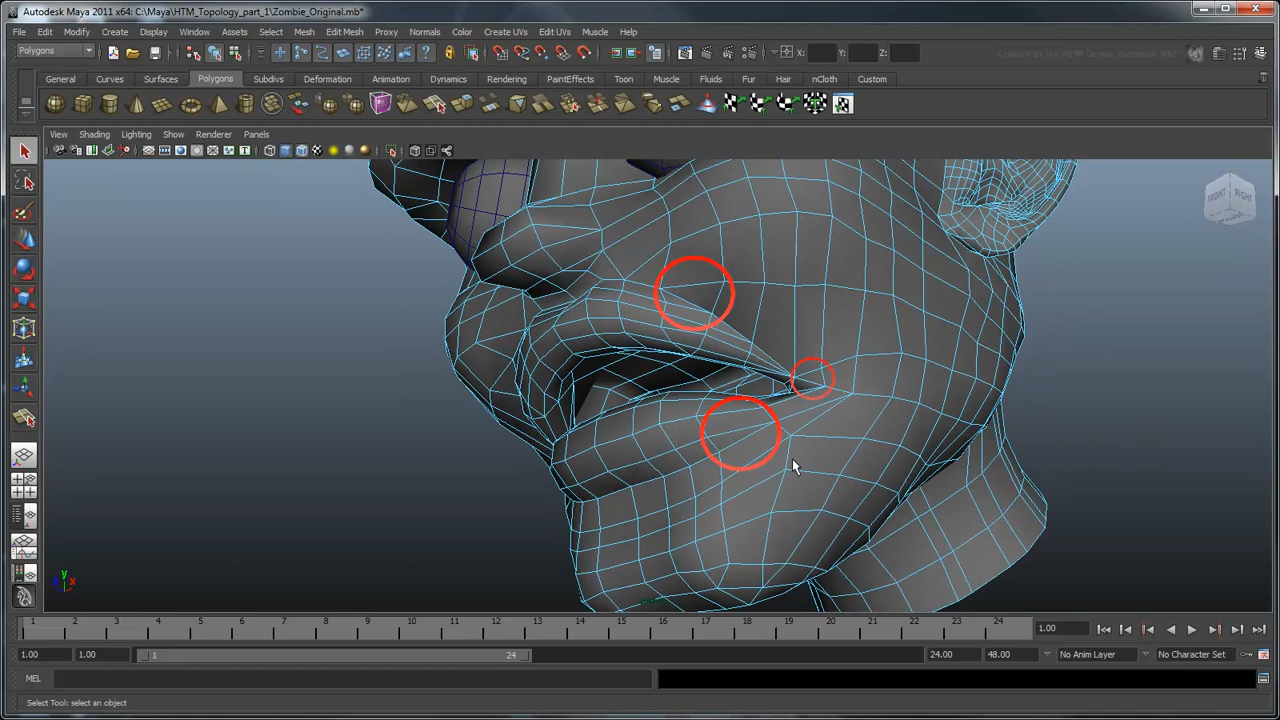 Autodesk Maya 2011 x64: C:\Maya\HTM_Topology_part_1\Zombie_Original.mb*
File Edit Modify Create Display Window Assets Select Mesh Edit Mesh Proxy Normals Color Create UVs Edit UVs Muscle Help
Polygons X: Y: Z:
General Curves Surfaces Polygons Subdivs Deformation Animation Dynamics Rendering PaintEffects Toon Muscle Fluids Fur Hair nCloth Custom
View Shading Lighting Show Renderer Panels
FRONT RIGHT
y
z x
1 2 3 4 5 6 7 8 9 10 11 12 13 14 15 16 17 18 19 20 21 22 23 24 1.00
1.00 1.00 1 24 24.00 48.00 No Anim Layer No Character Set
MEL
Select Tool: select an object